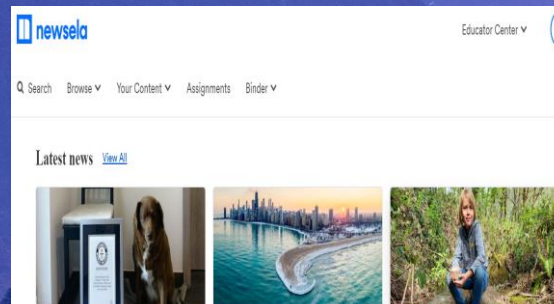 newsela
Educator Center
Search Browse Your Content Assignments Binder
Latest news View All